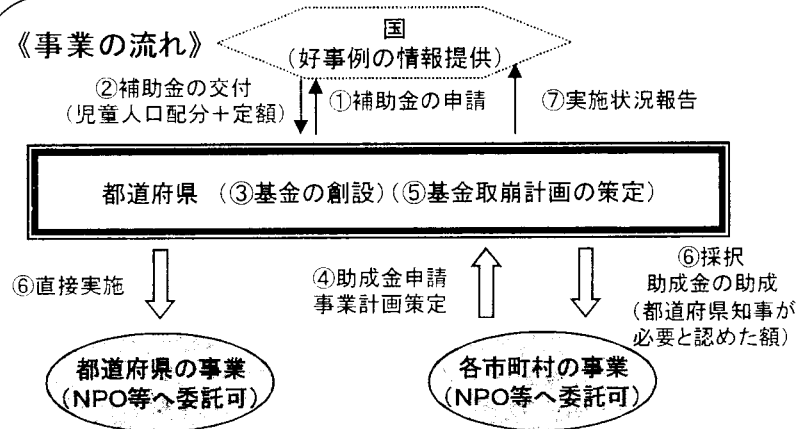 《事業の流れ》
国
(好事例の情報提供)
②補助金の交付
(児童人口配分+定額)
①補助金の申請
⑦実施状況報告
都道府県 (③基金の創設)(⑤基金取崩計画の策定)
⑥直接実施
④助成金申請
事業計画策定
⑥採択
助成金の助成
(都道府県知事が
必要と認めた額)
都道府県の事業
(NPO等へ委託可)
各市町村の事業
(NPO等へ委託可)